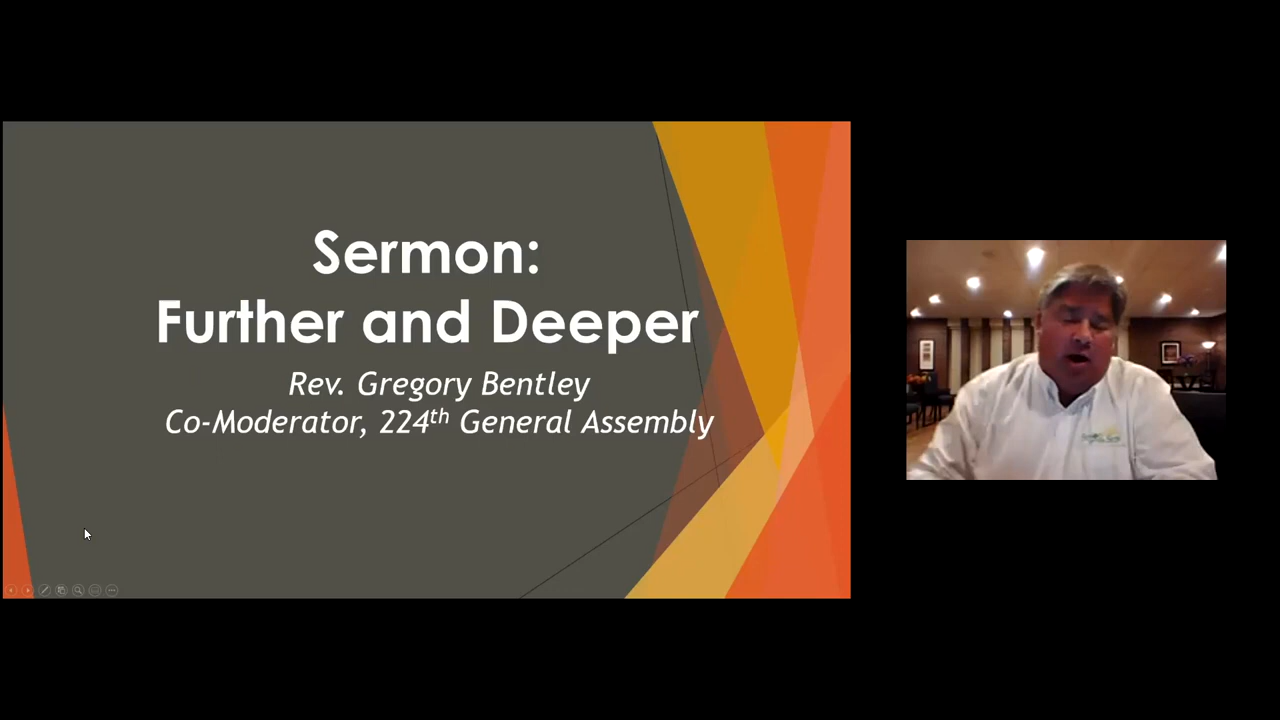 Sermon:
Further and Deeper
Rev. Gregory Bentley
Co-Moderator, 224th General Assembly